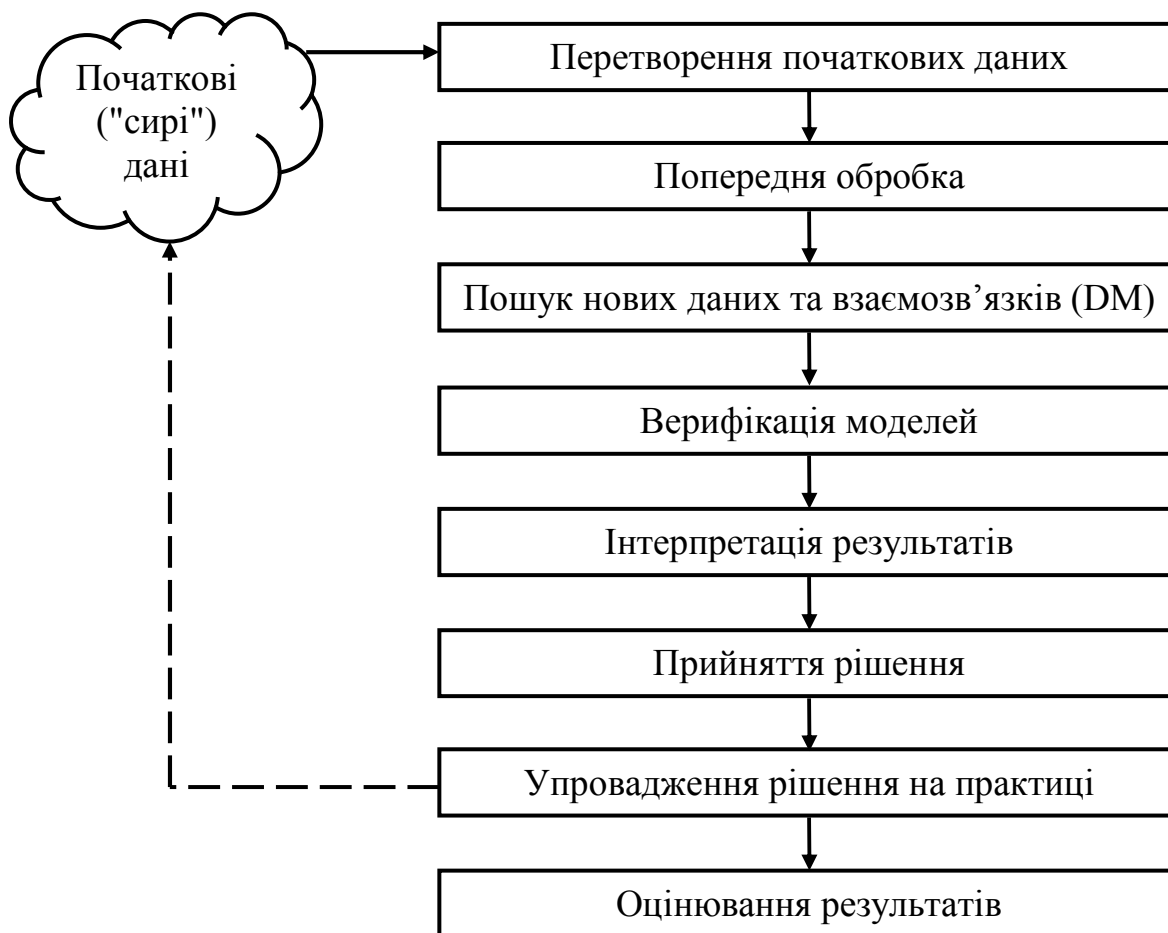 Початкові
("сирі")
дані
Перетворення початкових даних
Попередня обробка
Пошук нових даних та взаємозв’язків (DM)
Верифікація моделей
Інтерпретація результатів
Прийняття рішення
Упровадження рішення на практиці
Оцінювання результатів